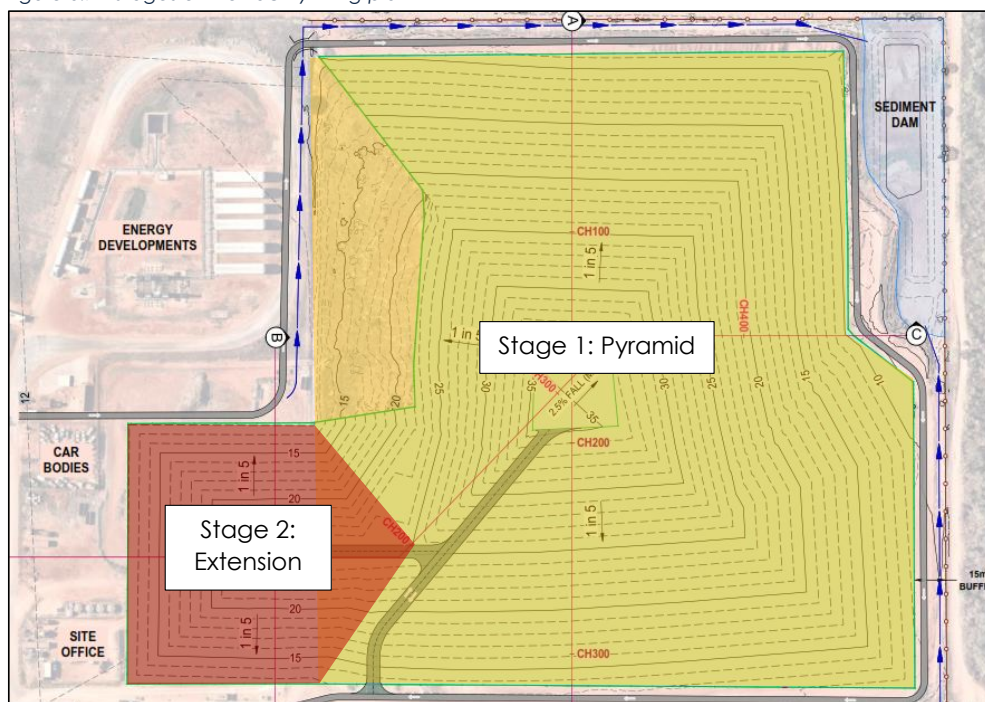 A
SEDIMENT
DAM
ENERGY
DEVELOPMENTS
CH100
1 in 5
CH400
B
C
1 in 5
Stage 1: Pyramid
CH300
2.5% FALL
35
30
25
20
15
10
25
30
35
15
20
12
CH200
CAR
BODIES
15
1 in 5
20
1 in 5
Stage 2:
Extension
CH200
15m
20
1 in 5
SITE
OFFICE
15
CH300